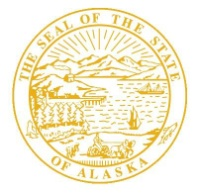 THE SEAL OF THE STATE
OF ALASKA